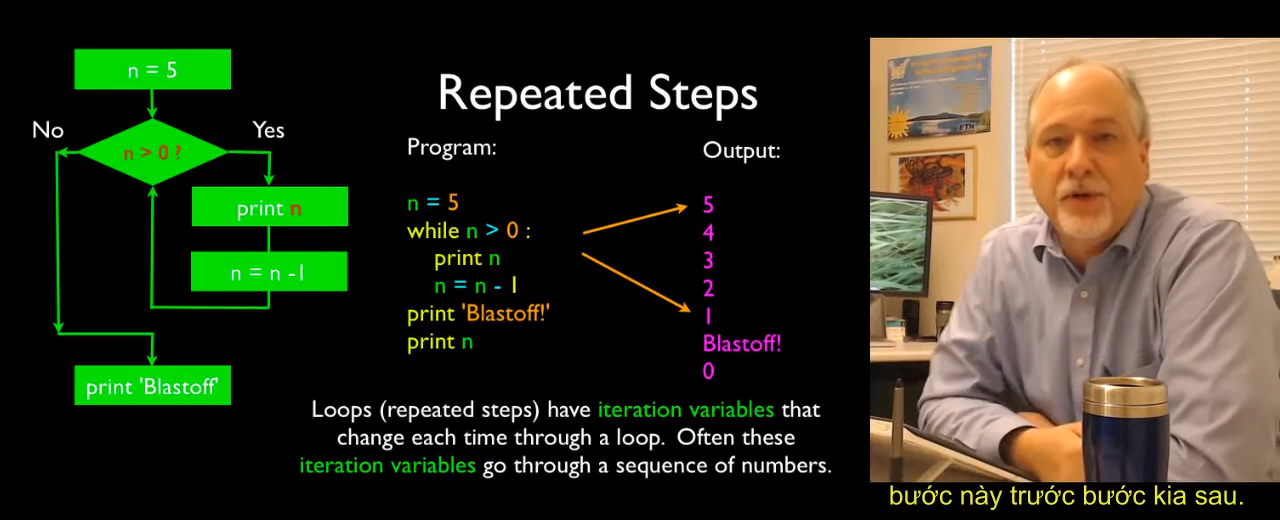 Repeated Steps
n = 5
No
Yes
n > 0 ?
print n
n = n -1
print 'Blastoff'
Program:
n = 5
while n > 0 :
print n
n = n - 1
print 'Blastoff!'
print n
Output:
5
4
3
2
1
Blastoff!
0
Loops (repeated steps) have iteration variables that
change each time through a loop. Often these
iteration variables go through a sequence of numbers.
ETH
bước này trước bước kia sau.